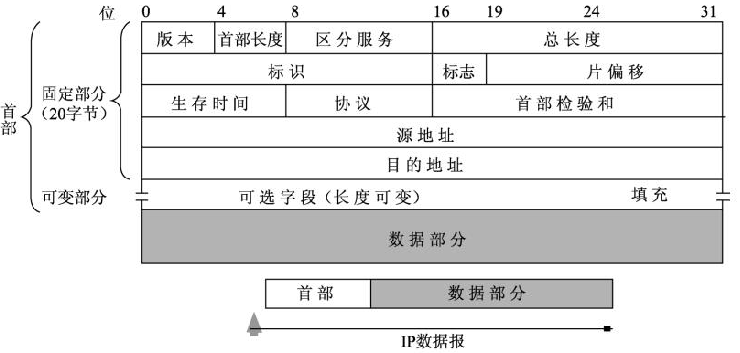 位 0 4 8 16 19 24 31
版本 首部长度 区分服务 总长度
标识 标志 片偏移
生存时间 协议 首部检验和
源地址
目的地址
可选字段（长度可变） 填充
数据部分
首部
固定部分
（20字节）
可变部分
首部 数据部分
IP数据报